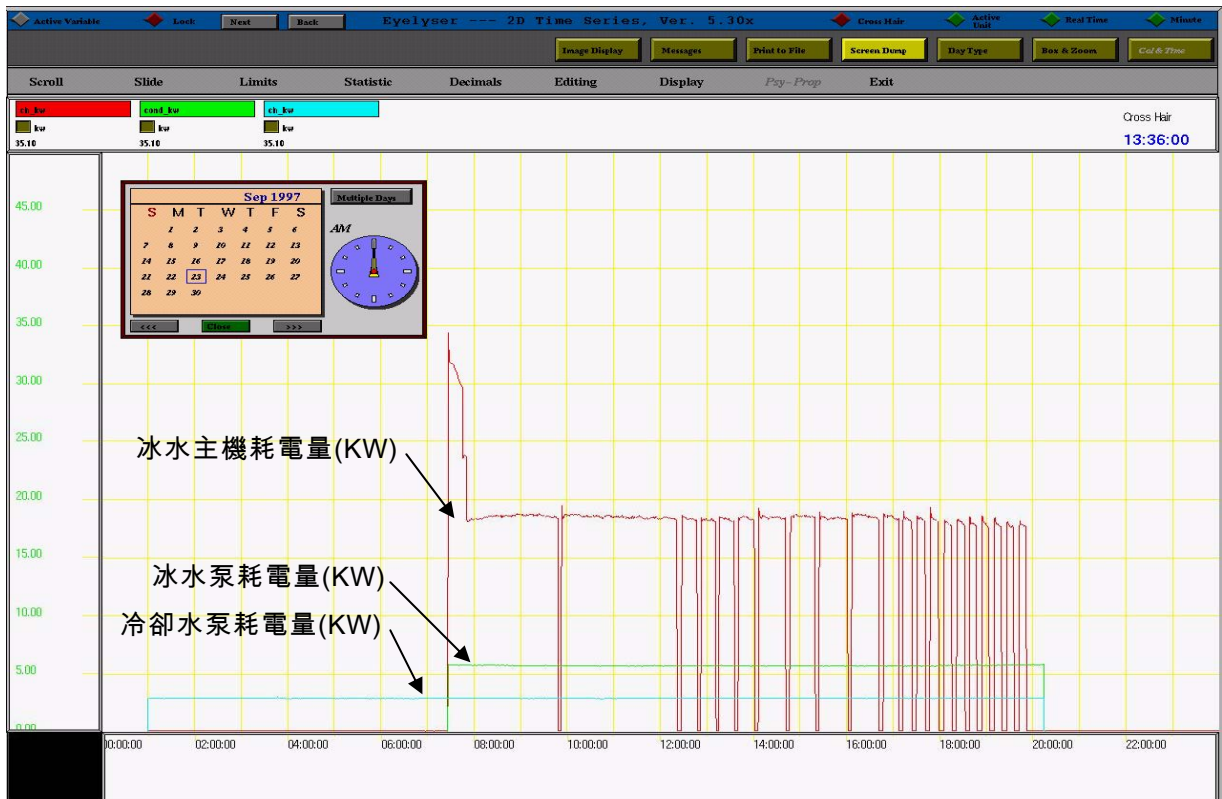 Active Variable Lock Next Back Eyelyser --- 2D Time Series, Ver. 5.30x Cross Hair Active Unit Real Time Minute
Image Display Messages Print to File Screen Dump Day Type Box & Zoom Col & Time
Scroll Slide Limits Statistic Decimals Editing Display Psy-Prop Exit
ch_kw cond_kw ch_kw
kw kw kw
35.10 35.10 35.10
Cross Hair
13:36:00
Sep 1997 Multiple Days
S M T W T F S
1 2 3 4 5 6
7 8 9 10 11 12 13
14 15 16 17 18 19 20
21 22 23 24 25 26 27
28 29 30
AM
<<< Close >>>
45.00
40.00
35.00
30.00
25.00
20.00
15.00
10.00
5.00
0.00
冰水主機耗電量(KW)
冰水泵耗電量(KW)
冷卻水泵耗電量(KW)
00:00:00 02:00:00 04:00:00 06:00:00 08:00:00 10:00:00 12:00:00 14:00:00 16:00:00 18:00:00 20:00:00 22:00:00